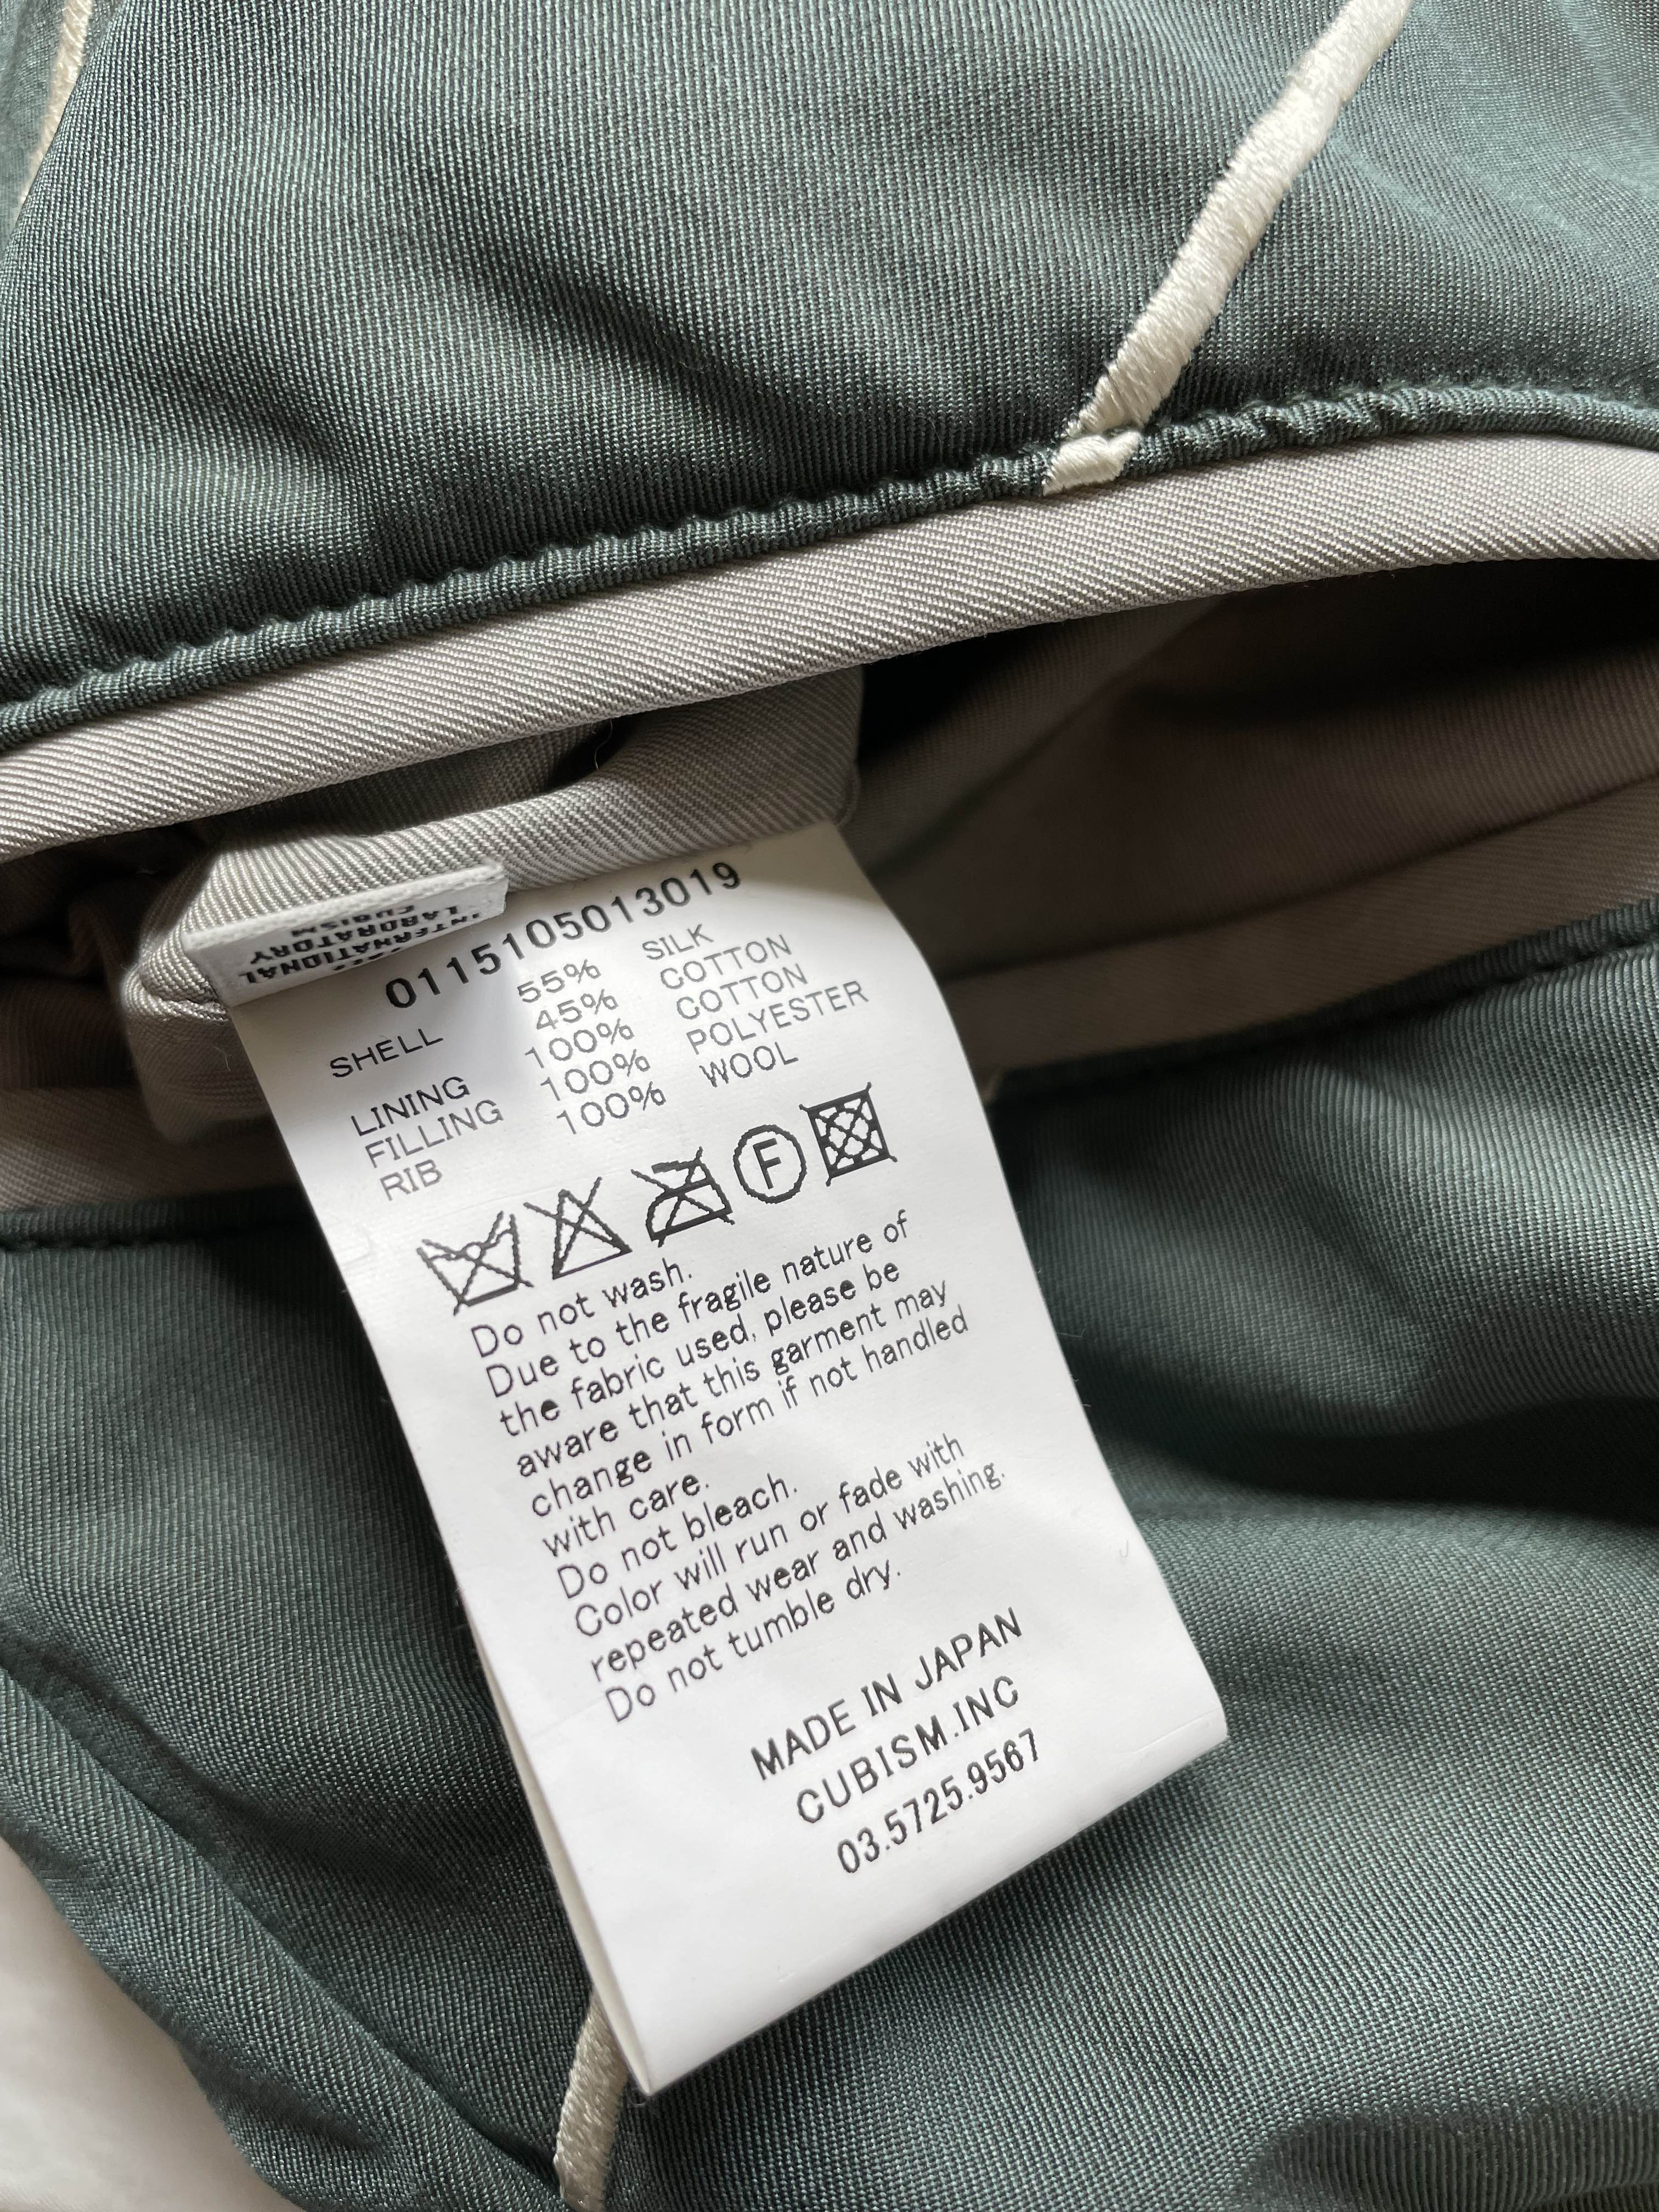 INTERNATIONAL
LABORATORY
CUBISM
0115105013019
SHELL 55% SILK
45% COTTON
LINING 100% COTTON
FILLING 100% POLYESTER
RIB 100% WOOL
F
Do not wash.
Due to the fragile nature of
the fabric used, please be
aware that this garment may
change in form if not handled
with care.
Do not bleach.
Color will run or fade with
repeated wear and washing.
Do not tumble dry.
MADE IN JAPAN
CUBISM.INC
03.5725.9567